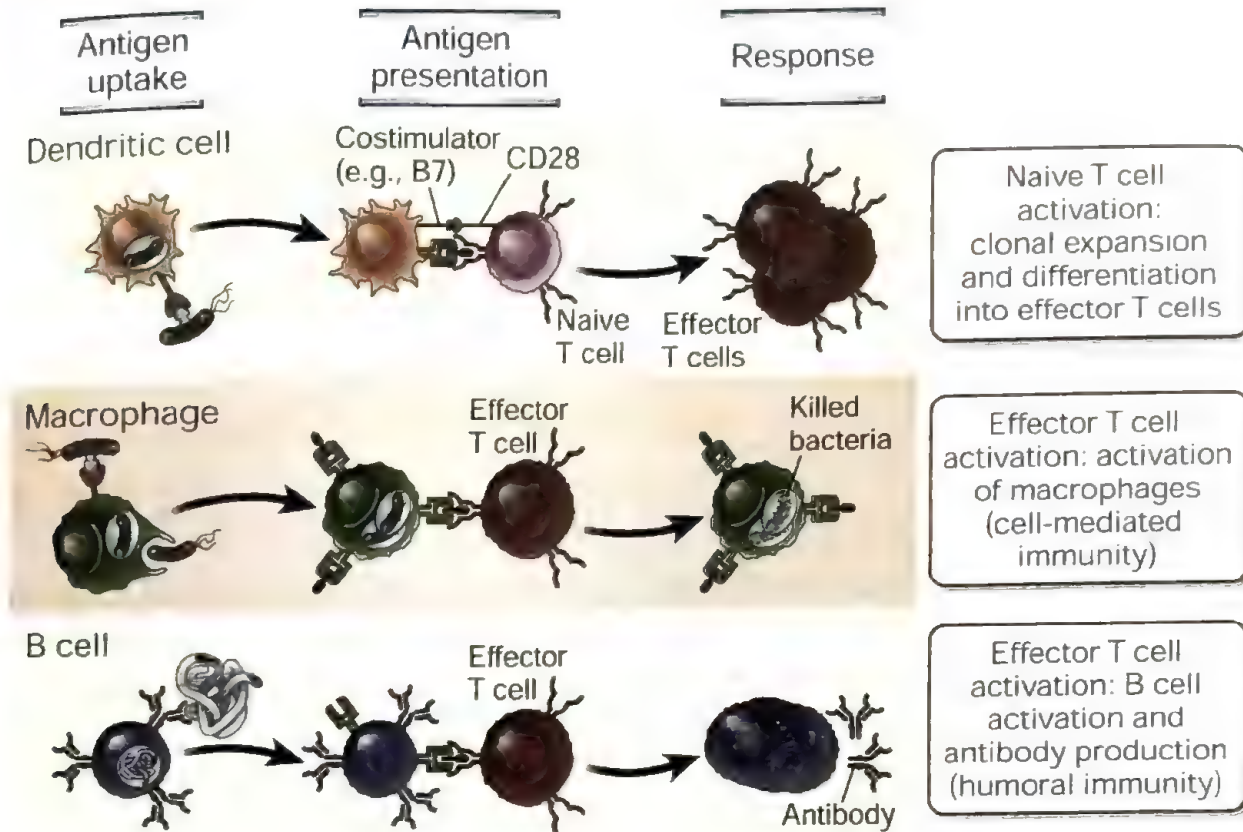 Antigen
uptake
Antigen
presentation
Response
Dendritic cell
Costimulator
(e.g., B7)
CD28
Naive
T cell
Effector
T cells
Naive T cell
activation:
clonal expansion
and differentiation
into effector T cells
Macrophage
Effector
T cell
Killed
bacteria
Effector T cell
activation: activation
of macrophages
(cell-mediated
immunity)
B cell
Effector
T cell
Antibody
Effector T cell
activation: B cell
activation and
antibody production
(humoral immunity)